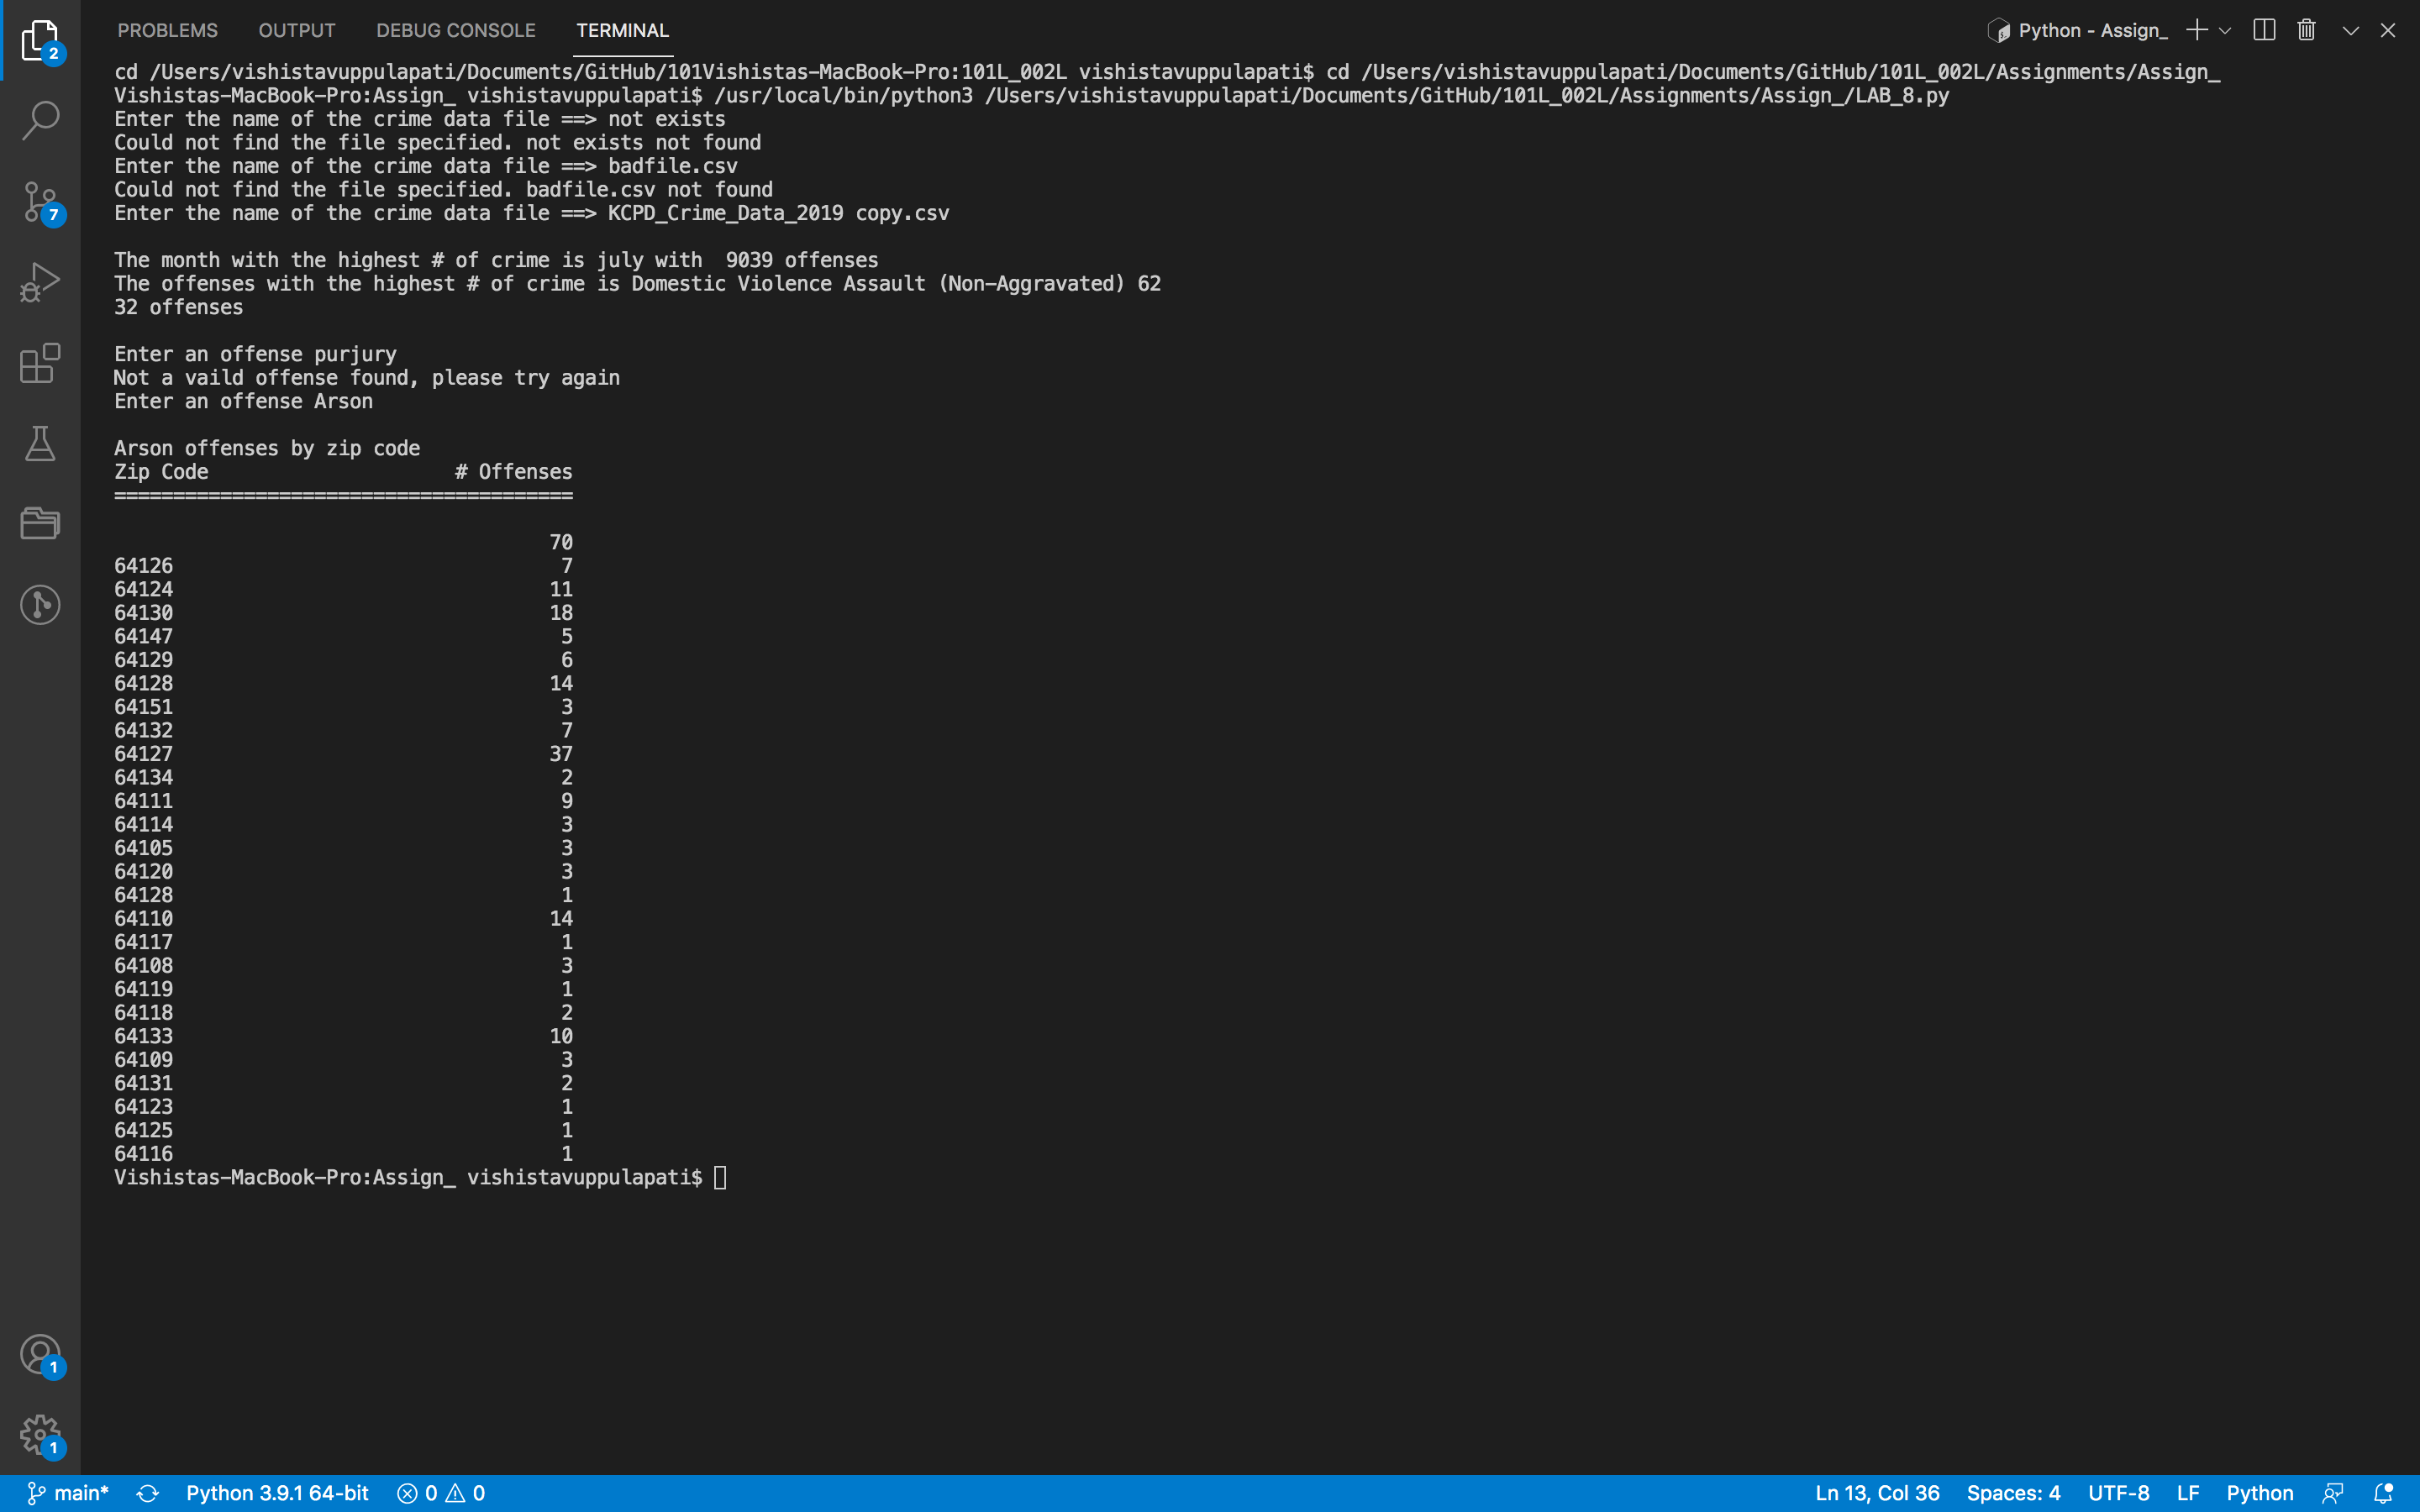 PROBLEMS OUTPUT DEBUG CONSOLE TERMINAL Python - Assign_
2
cd /Users/vishistavuppulapati/Documents/GitHub/101Vishistas-MacBook-Pro:101L_002L vishistavuppulapati$ cd /Users/vishistavuppulapati/Documents/GitHub/101L_002L/Assignments/Assign_
Vishistas-MacBook-Pro:Assign_ vishistavuppulapati$ /usr/local/bin/python3 /Users/vishistavuppulapati/Documents/GitHub/101L_002L/Assignments/Assign_/LAB_8.py
Enter the name of the crime data file ==> not exists
Could not find the file specified. not exists not found
Enter the name of the crime data file ==> badfile.csv
Could not find the file specified. badfile.csv not found
Enter the name of the crime data file ==> KCPD_Crime_Data_2019 copy.csv
7
The month with the highest # of crime is july with  9039 offenses
The offenses with the highest # of crime is Domestic Violence Assault (Non-Aggravated) 62
32 offenses
Enter an offense purjury
Not a vaild offense found, please try again
Enter an offense Arson
Arson offenses by zip code
Zip Code # Offenses
=======================================
70
64126 7
64124 11
64130 18
64147 5
64129 6
64128 14
64151 3
64132 7
64127 37
64134 2
64111 9
64114 3
64105 3
64120 3
64128 1
64110 14
64117 1
64108 3
64119 1
64118 2
64133 10
64109 3
64131 2
64123 1
64125 1
64116 1
Vishistas-MacBook-Pro:Assign_ vishistavuppulapati$
1
1
main* Python 3.9.1 64-bit 0 0 Ln 13, Col 36 Spaces: 4 UTF-8 LF Python